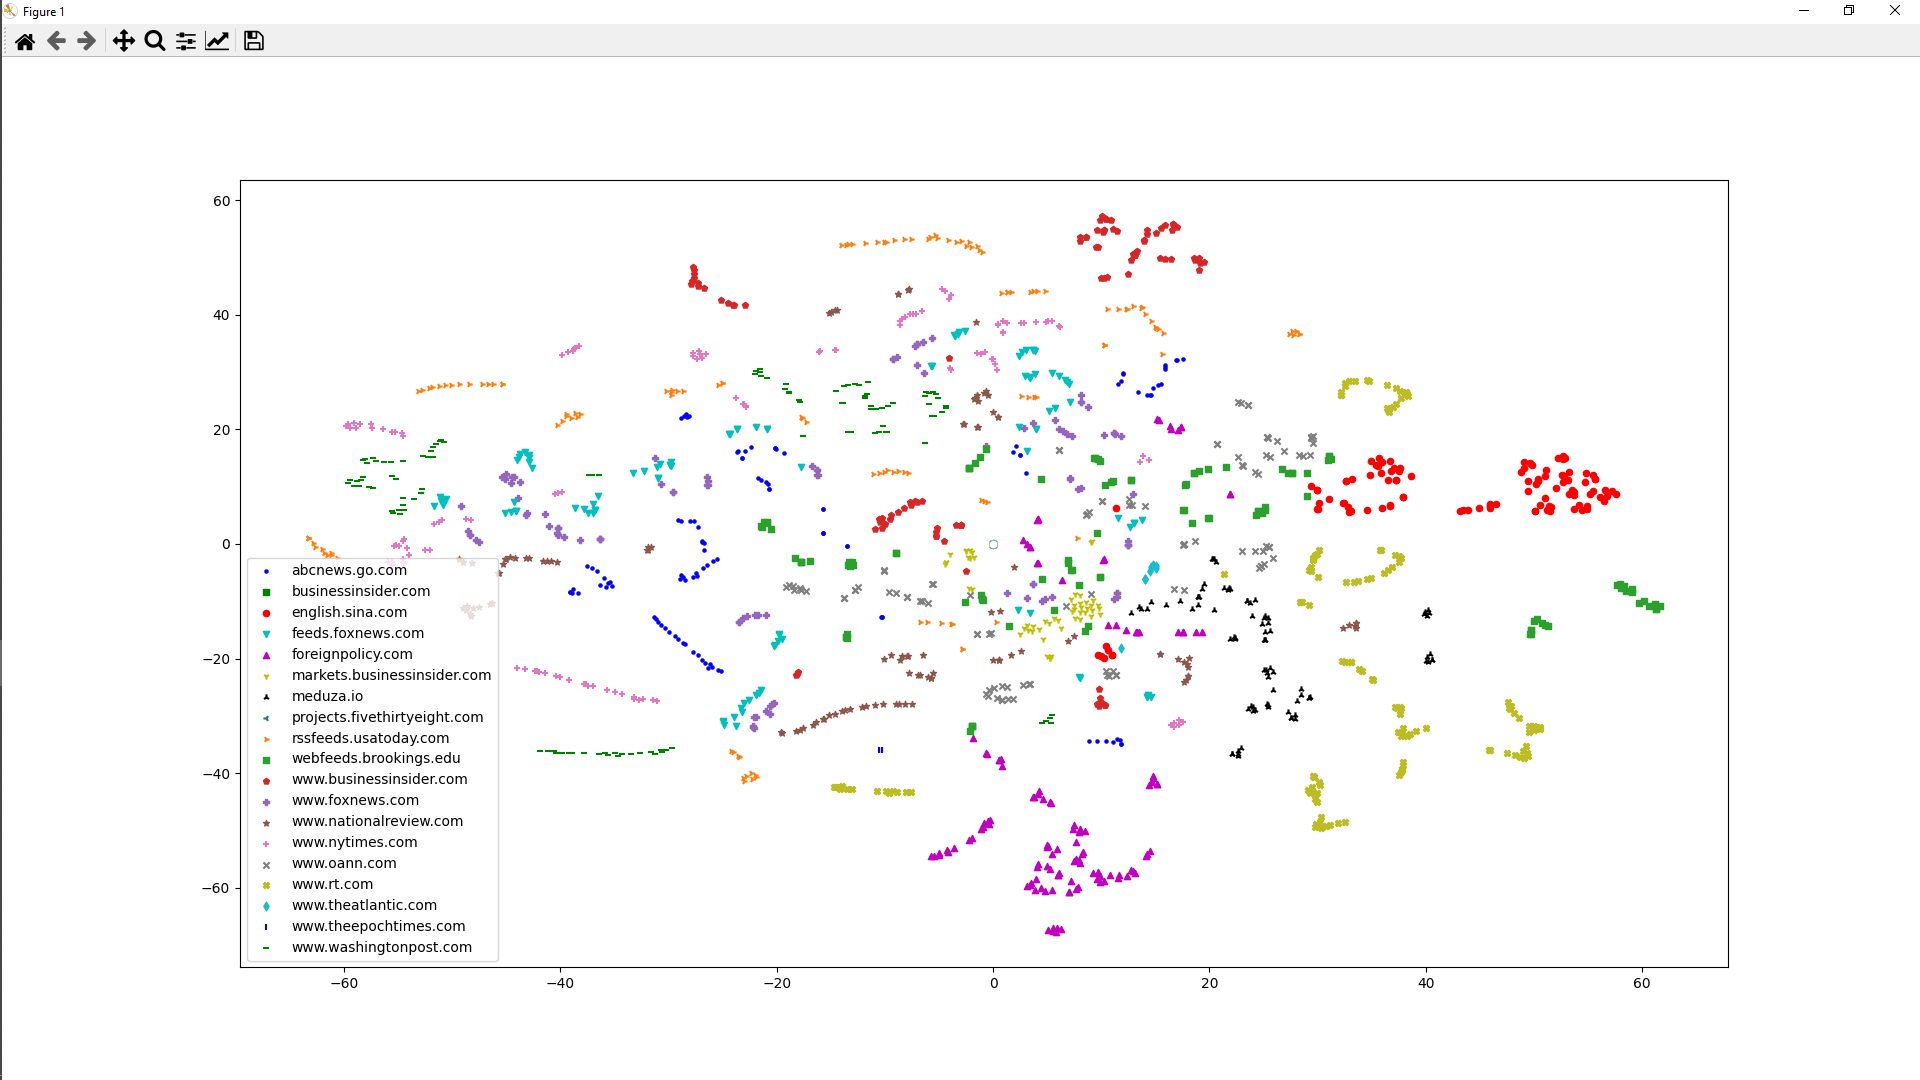 Figure 1
60
40
20
0
−20
−40
−60
abcnews.go.com
businessinsider.com
english.sina.com
feeds.foxnews.com
foreignpolicy.com
markets.businessinsider.com
meduza.io
projects.fivethirtyeight.com
rssfeeds.usatoday.com
webfeeds.brookings.edu
www.businessinsider.com
www.foxnews.com
www.nationalreview.com
www.nytimes.com
www.oann.com
www.rt.com
www.theatlantic.com
www.theepochtimes.com
www.washingtonpost.com
−60 −40 −20 0 20 40 60